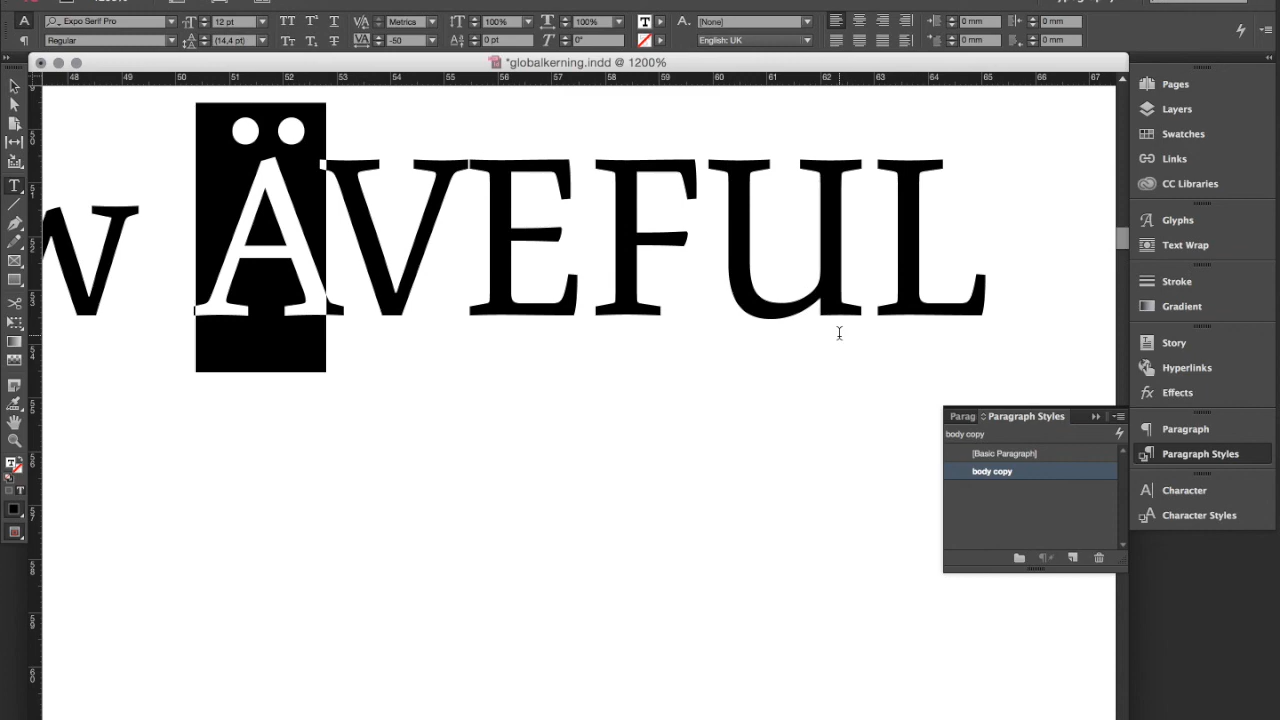 Expo Serif Pro 12 pt Metrics 100% 100% [None] 0 mm 0 mm
Regular (14,4 pt) -50 0 pt 0° English: UK 0 mm 0 mm
*globalkerning.indd @ 1200%
48 49 50 51 52 53 54 55 56 57 58 59 60 61 62 63 64 65 66 67
w ÄVEFUL
Pages
Layers
Swatches
Links
CC Libraries
Glyphs
Text Wrap
Stroke
Gradient
Story
Hyperlinks
Effects
Paragraph
Paragraph Styles
Character
Character Styles
Parag Paragraph Styles
body copy
[Basic Paragraph]
body copy